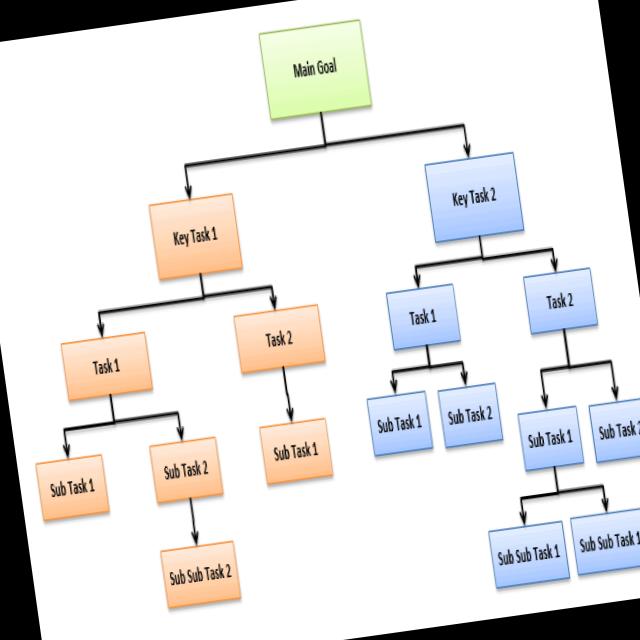 Main Goal
Key Task 1
Key Task 2
Task 1
Task 2
Task 1
Task 2
Sub Task 1
Sub Task 2
Sub Task 1
Sub Task 1
Sub Task 2
Sub Task 1
Sub Task
Sub Sub Task 2
Sub Sub Task 1
Sub Sub Task 1